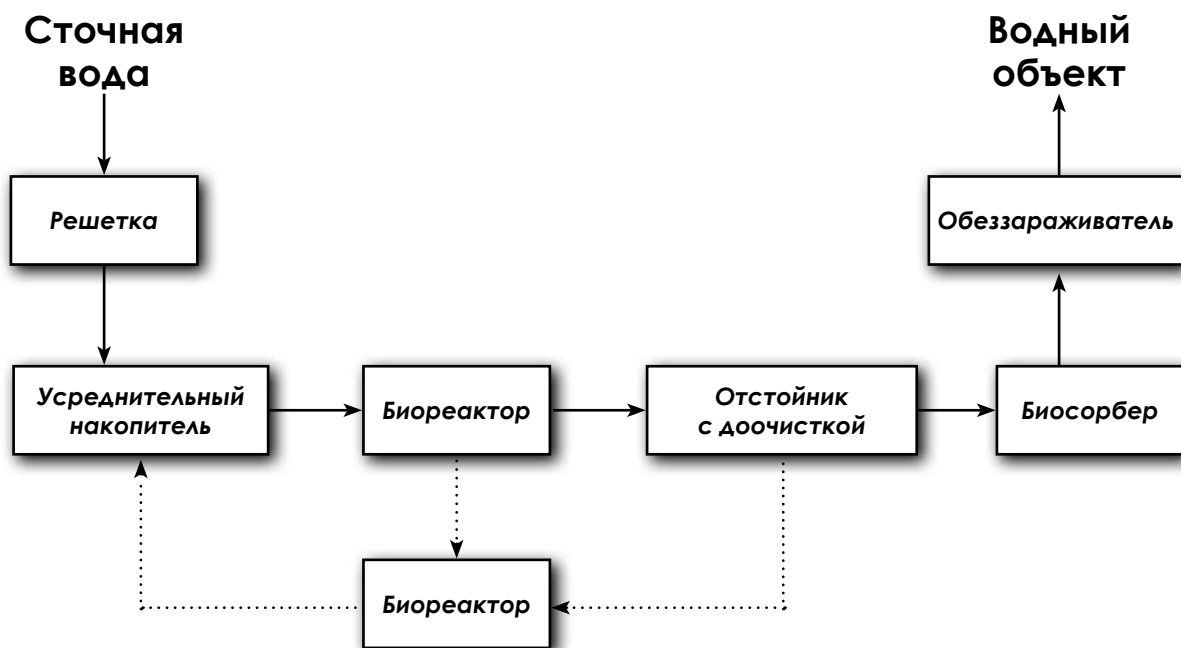 Сточная
вода
Водный
объект
Решетка
Обеззараживатель
Усреднительный
накопитель
Биореактор
Отстойник
с доочисткой
Биосорбер
Биореактор